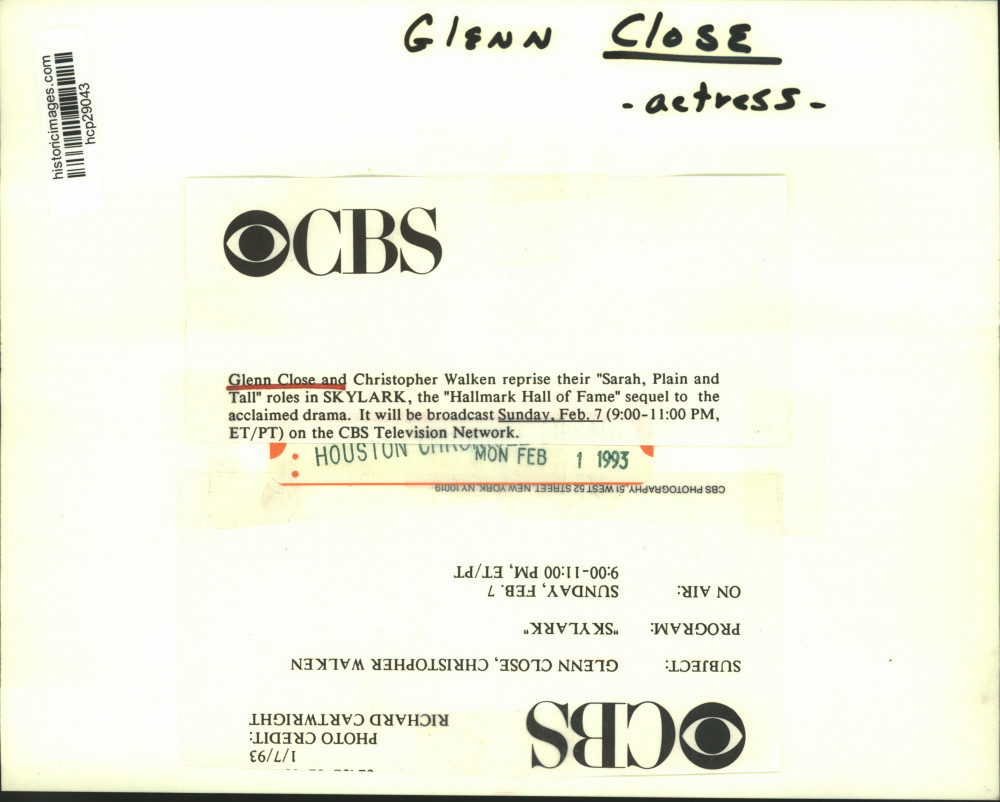 Glenn Close
- actress -
historicimages.com
hcp29043
CBS
Glenn Close and Christopher Walken reprise their "Sarah, Plain and
Tall" roles in SKYLARK, the "Hallmark Hall of Fame" sequel to the
acclaimed drama. It will be broadcast Sunday, Feb. 7 (9:00-11:00 PM,
ET/PT) on the CBS Television Network.
HOUSTON MON FEB 1 1993
CBS
1/7/93
PHOTO CREDIT:
RICHARD CARTWRIGHT
SUBJECT: GLENN CLOSE, CHRISTOPHER WALKEN
PROGRAM: "SKYLARK"
ON AIR: SUNDAY, FEB. 7
9:00-11:00 PM, ET/PT
CBS PHOTOGRAPHY, 51 WEST 52 STREET, NEW YORK, NY 10019